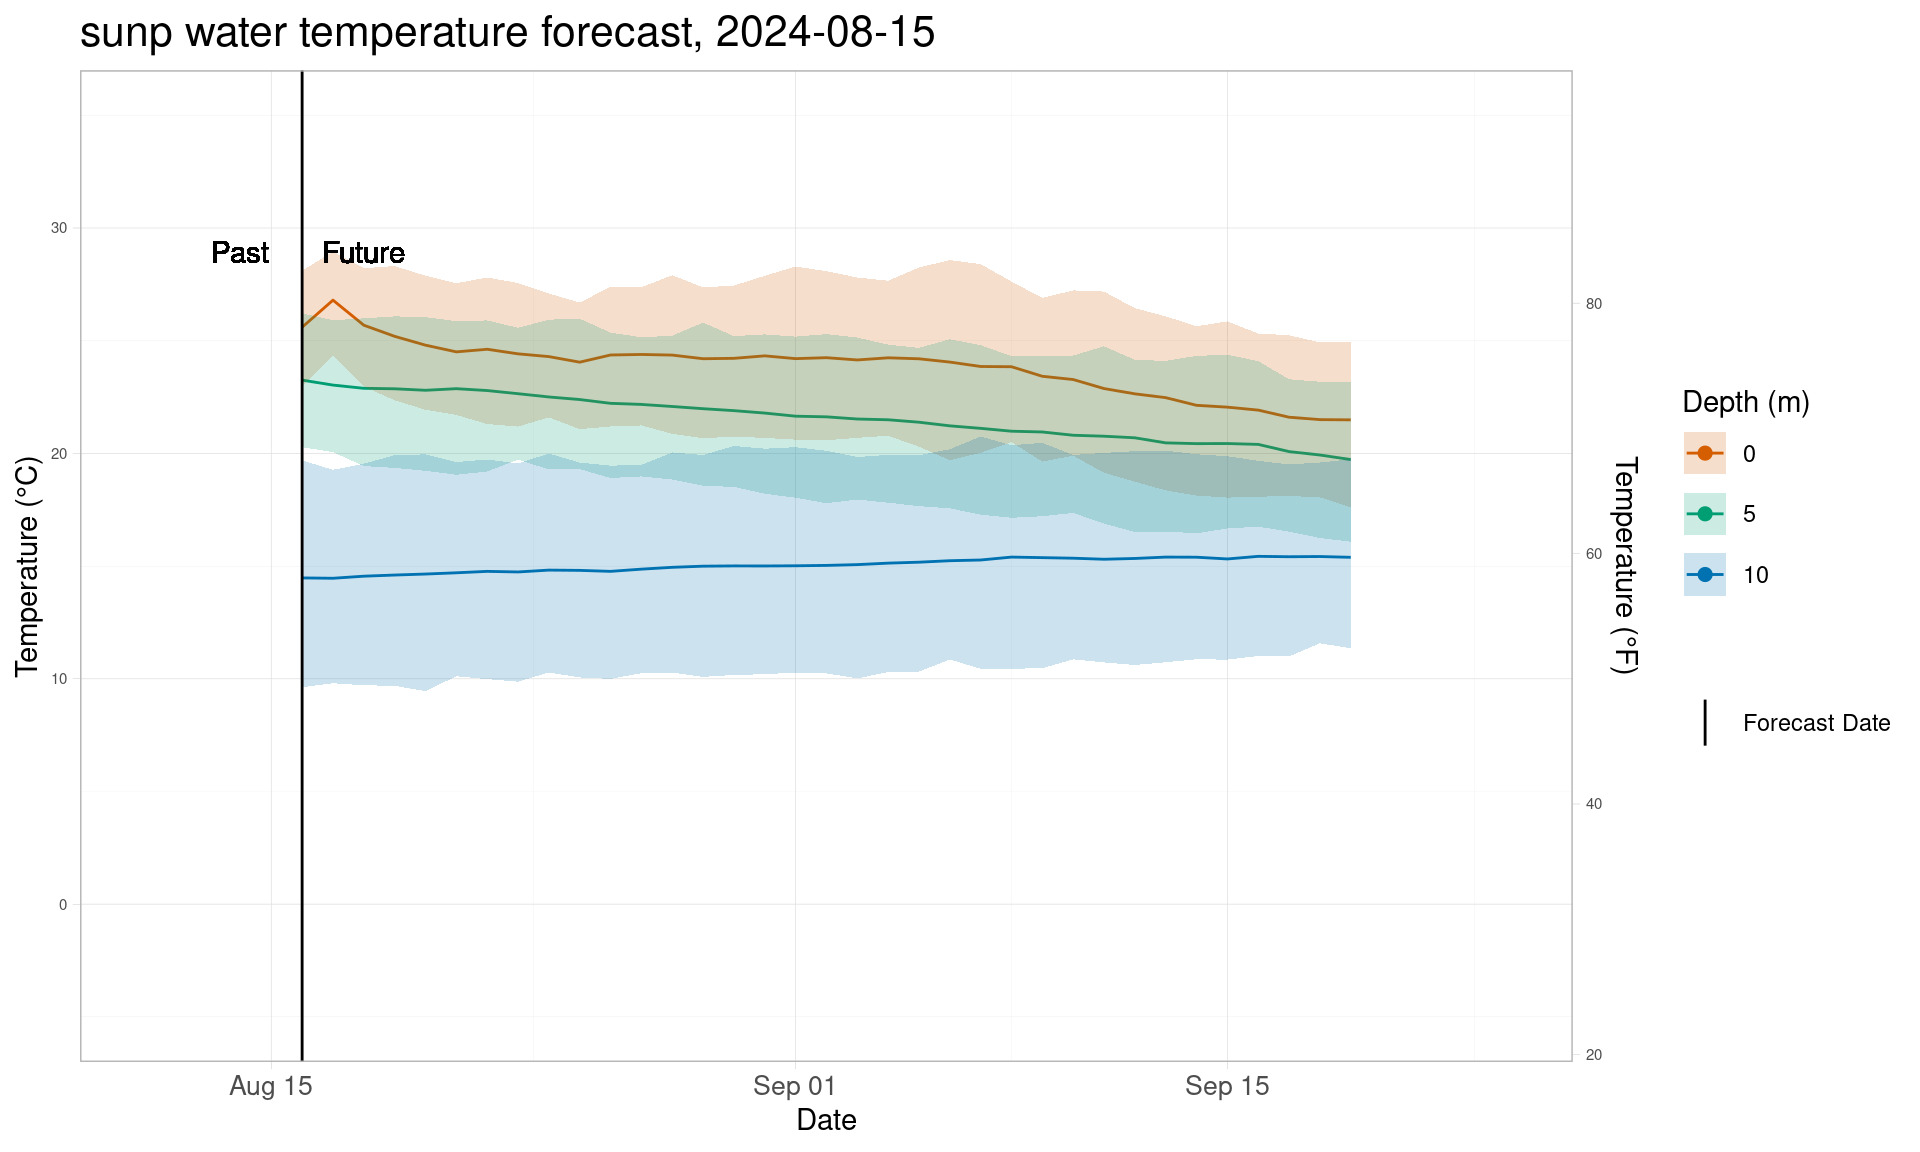 sunp water temperature forecast, 2024-08-15
Past
Future
30
20
10
0
Temperature (°C)
80
60
40
20
Temperature (°F)
Aug 15
Sep 01
Sep 15
Date
Depth (m)
0
5
10
Forecast Date